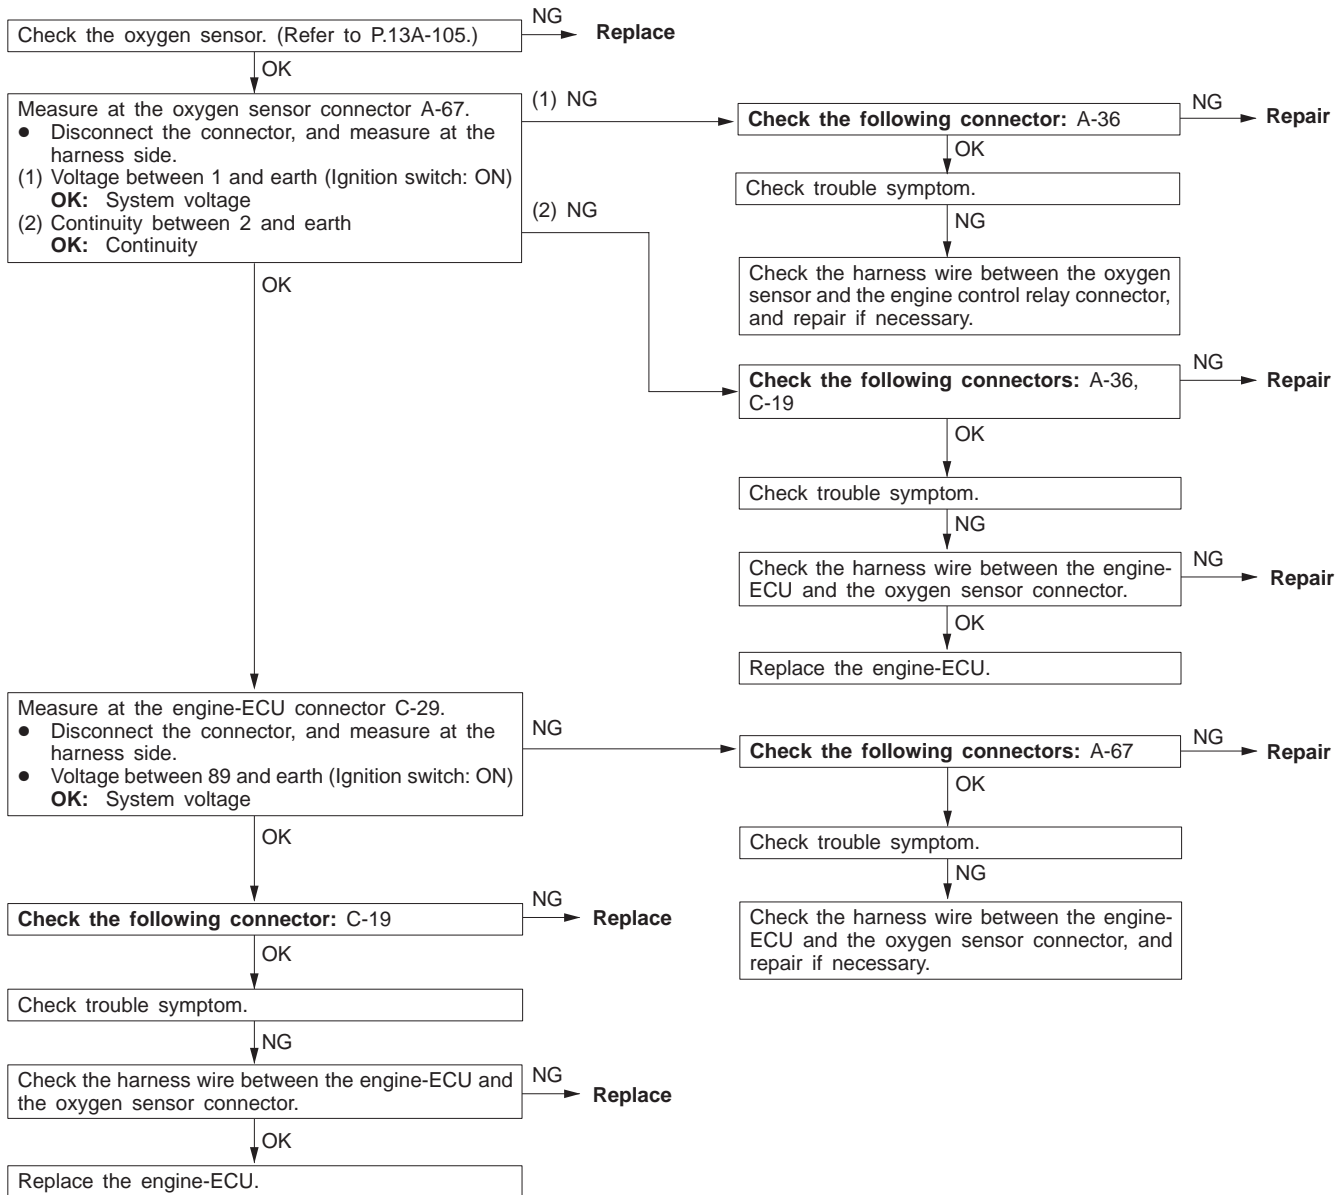 Check the oxygen sensor. (Refer to P.13A-105.)
NG
Replace
OK
Measure at the oxygen sensor connector A-67.
● Disconnect the connector, and measure at the
harness side.
(1) Voltage between 1 and earth (Ignition switch: ON)
OK: System voltage
(2) Continuity between 2 and earth
OK: Continuity
(1) NG
Check the following connector: A-36
NG
Repair
OK
Check trouble symptom.
NG
Check the harness wire between the oxygen
sensor and the engine control relay connector,
and repair if necessary.
(2) NG
Check the following connectors: A-36,
C-19
NG
Repair
OK
Check trouble symptom.
NG
Check the harness wire between the engine-
ECU and the oxygen sensor connector.
NG
Repair
OK
Replace the engine-ECU.
OK
Measure at the engine-ECU connector C-29.
● Disconnect the connector, and measure at the
harness side.
● Voltage between 89 and earth (Ignition switch: ON)
OK: System voltage
NG
Check the following connectors: A-67
NG
Repair
OK
Check trouble symptom.
NG
Check the harness wire between the engine-
ECU and the oxygen sensor connector, and
repair if necessary.
OK
Check the following connector: C-19
NG
Replace
OK
Check trouble symptom.
NG
Check the harness wire between the engine-ECU and
the oxygen sensor connector.
NG
Replace
OK
Replace the engine-ECU.